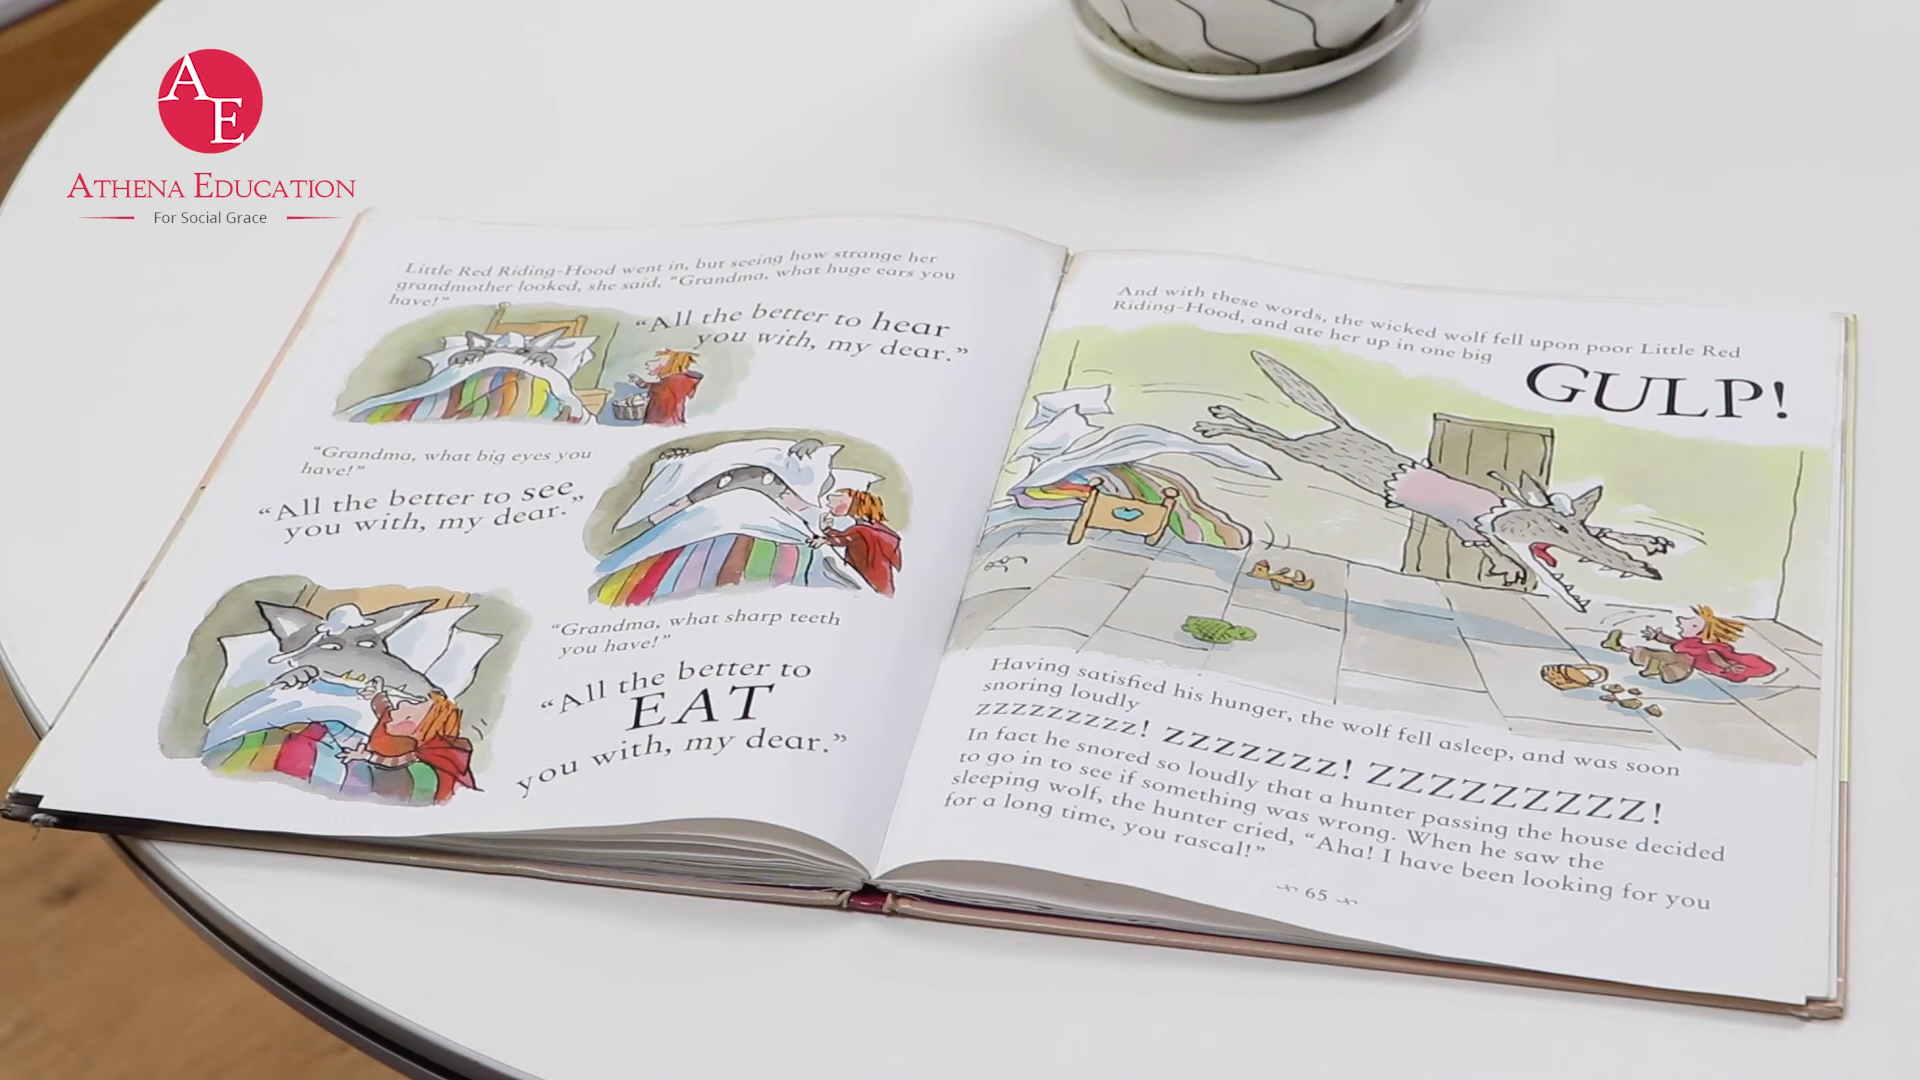 AE
ATHENA EDUCATION
For Social Grace
Little Red Riding-Hood went in, but seeing how strange her
grandmother looked, she said, "Grandma, what huge ears you
have!"
"All the better to hear
you with, my dear."
"Grandma, what big eyes you
have!"
"All the better to see
you with, my dear."
"Grandma, what sharp teeth
you have!"
"All the better to
EAT
you with, my dear."
And with these words, the wicked wolf fell upon poor Little Red
Riding-Hood, and ate her up in one big
GULP!
Having satisfied his hunger, the wolf fell asleep, and was soon
snoring loudly
ZZZZZZZZZ! ZZZZZZZ! ZZZZZZZZZZ!
In fact he snored so loudly that a hunter passing the house decided
to go in to see if something was wrong. When he saw the
sleeping wolf, the hunter cried, "Aha! I have been looking for you
for a long time, you rascal!"
65